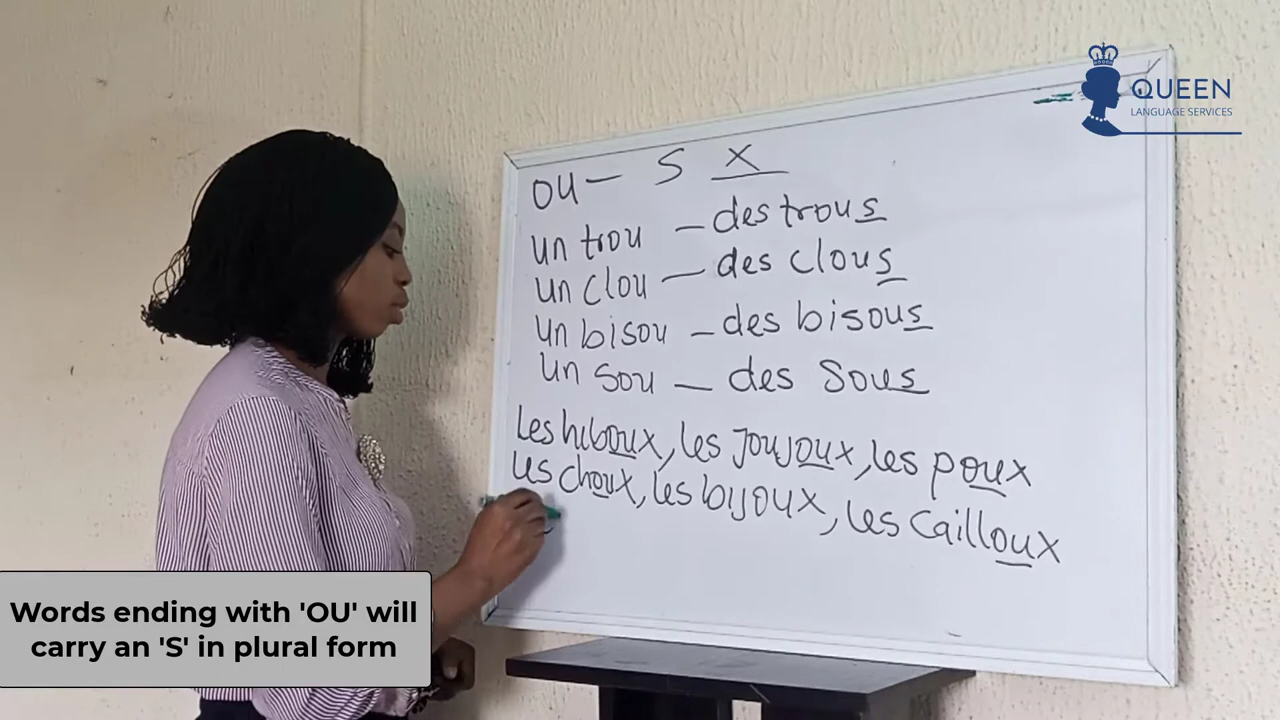 QUEEN
LANGUAGE SERVICES
OU - S X
un trou - des trous
un clou - des clous
un bisou - des bisous
un sou - des sous
les hiboux, les joujoux, les poux
les choux, les bijoux, les cailloux
Words ending with 'OU' will
carry an 'S' in plural form